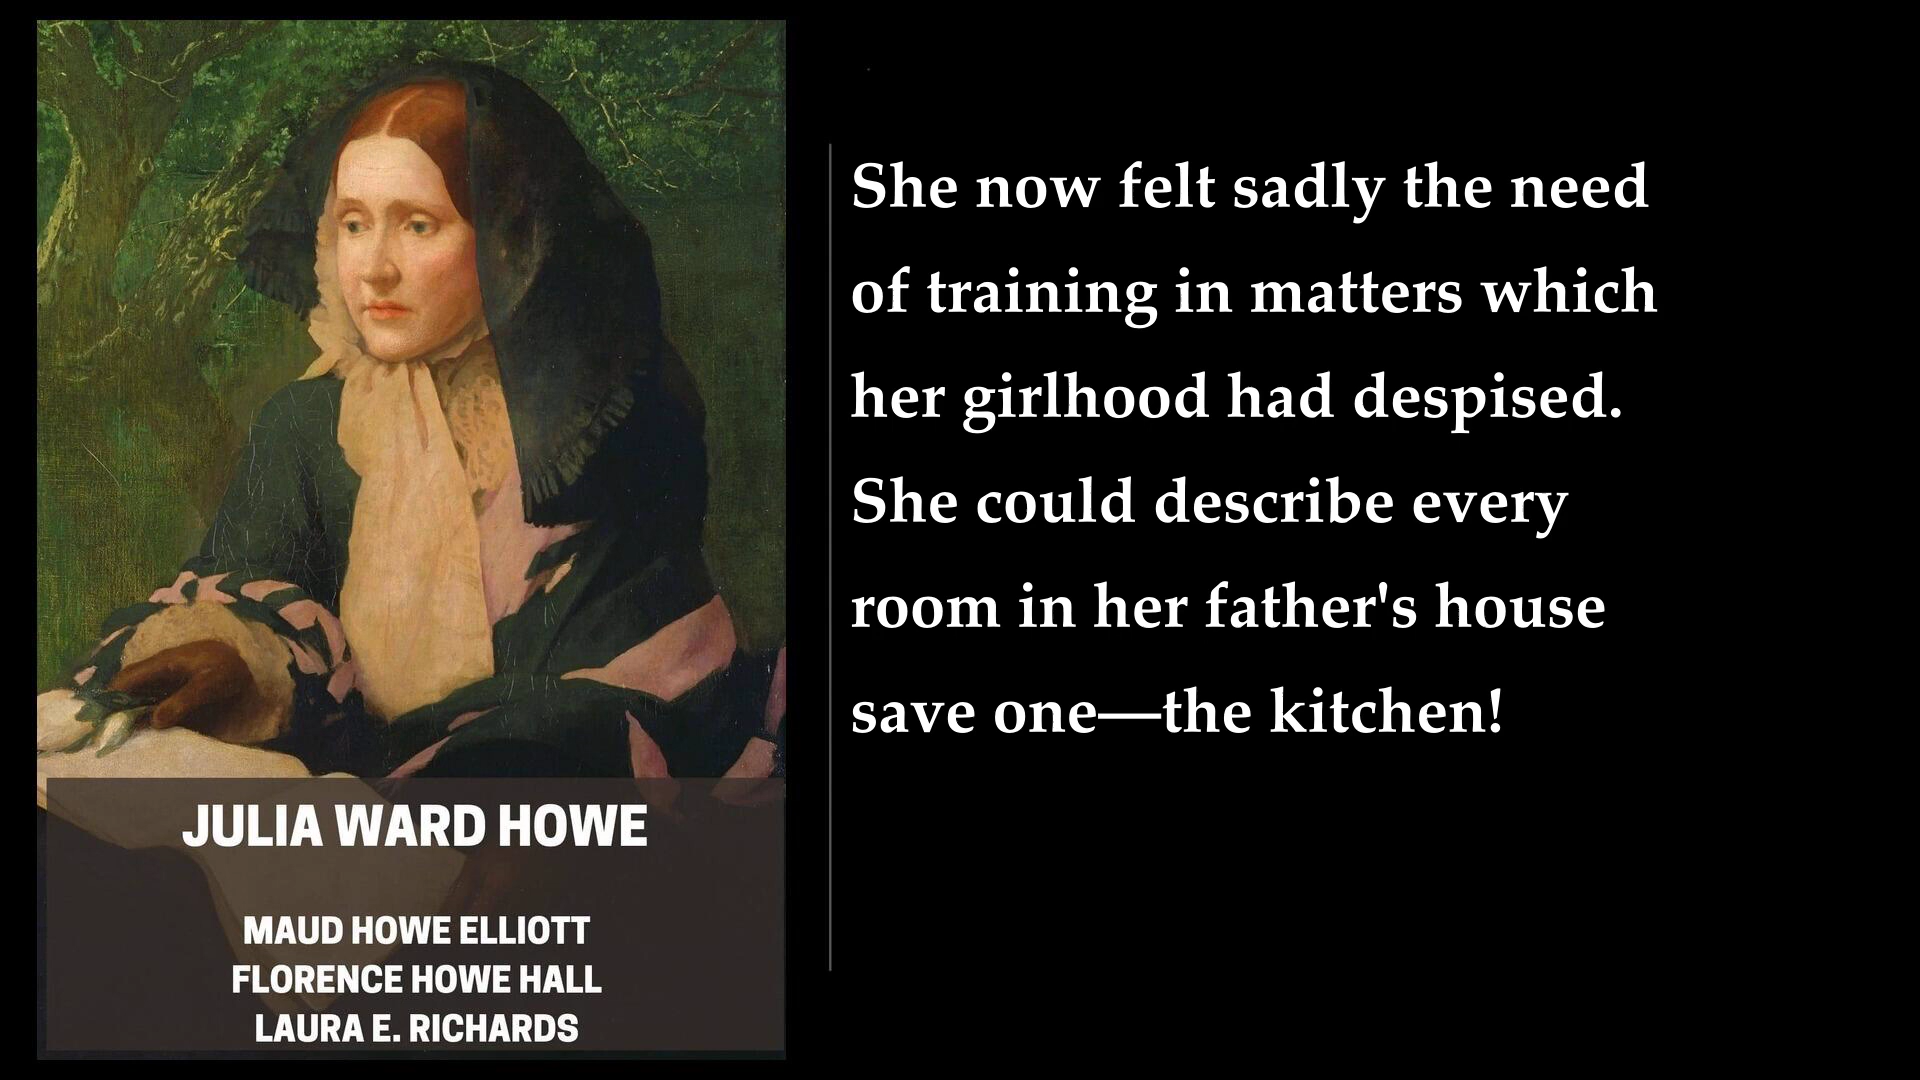 JULIA WARD HOWE
MAUD HOWE ELLIOTT
FLORENCE HOWE HALL
LAURA E. RICHARDS
She now felt sadly the need
of training in matters which
her girlhood had despised.
She could describe every
room in her father's house
save one—the kitchen!